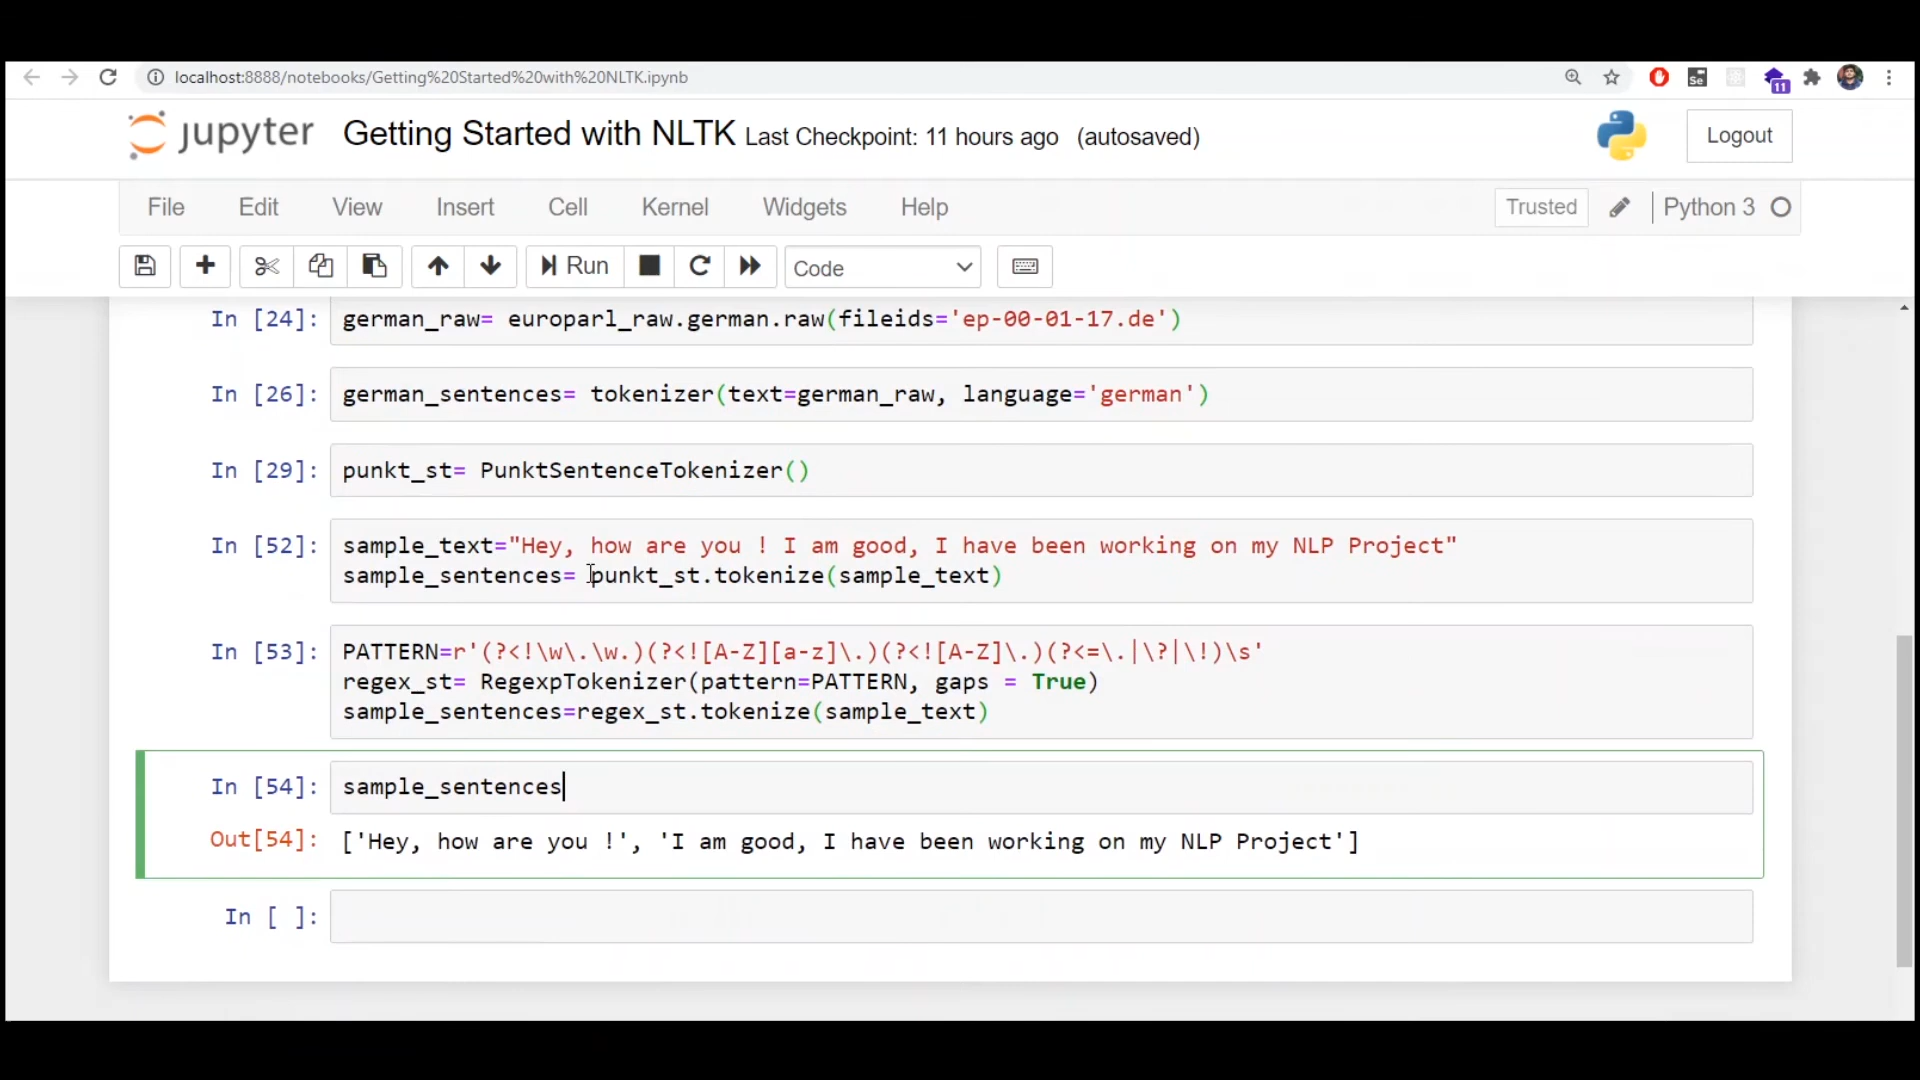 localhost:8888/notebooks/Getting%20Started%20with%20NLTK.ipynb
Se
11
jupyter Getting Started with NLTK Last Checkpoint: 11 hours ago (autosaved)
Logout
File Edit View Insert Cell Kernel Widgets Help
Trusted Python 3
Run Code
In [24]: german_raw= europarl_raw.german.raw(fileids='ep-00-01-17.de')
In [26]: german_sentences= tokenizer(text=german_raw, language='german')
In [29]: punkt_st= PunktSentenceTokenizer()
In [52]: sample_text="Hey, how are you ! I am good, I have been working on my NLP Project"
sample_sentences= punkt_st.tokenize(sample_text)
In [53]: PATTERN=r'(?<!\w\.\w.)(?<![A-Z][a-z]\.)(?<![A-Z]\.)(?<=\.|\?|\!)\s'
regex_st= RegexpTokenizer(pattern=PATTERN, gaps = True)
sample_sentences=regex_st.tokenize(sample_text)
In [54]: sample_sentences
Out[54]: ['Hey, how are you !', 'I am good, I have been working on my NLP Project']
In [ ]: